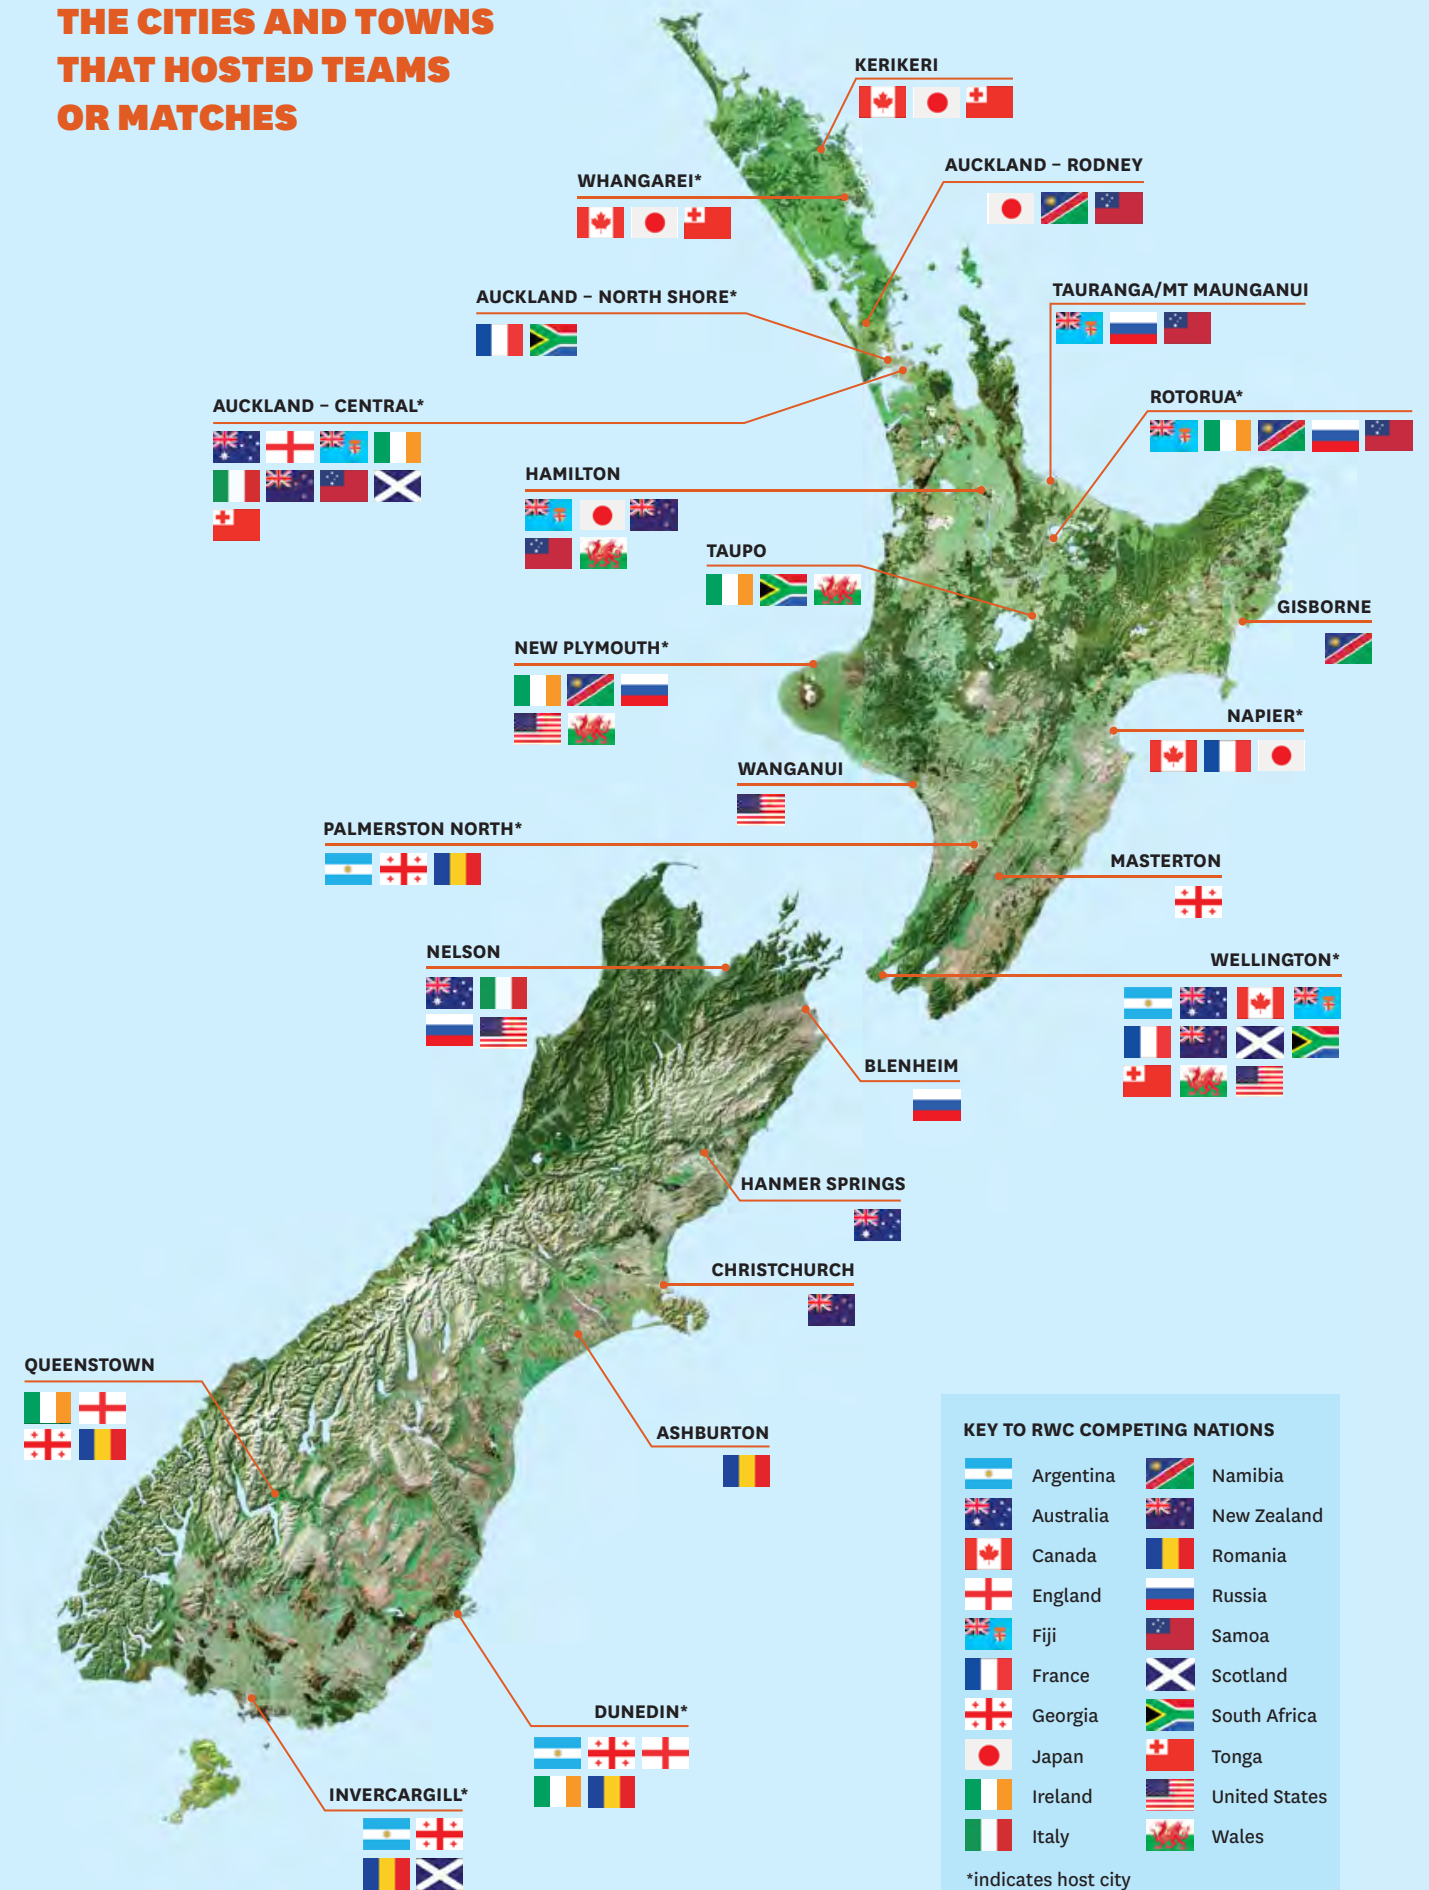 THE CITIES AND TOWNS
THAT HOSTED TEAMS
OR MATCHES
KERIKERI
AUCKLAND – RODNEY
WHANGAREI*
AUCKLAND – NORTH SHORE*
TAURANGA/MT MAUNGANUI
AUCKLAND – CENTRAL*
ROTORUA*
HAMILTON
TAUPO
GISBORNE
NEW PLYMOUTH*
NAPIER*
WANGANUI
PALMERSTON NORTH*
MASTERTON
NELSON
WELLINGTON*
BLENHEIM
HANMER SPRINGS
CHRISTCHURCH
QUEENSTOWN
ASHBURTON
DUNEDIN*
INVERCARGILL*
KEY TO RWC COMPETING NATIONS
Argentina
Australia
Canada
England
Fiji
France
Georgia
Japan
Ireland
Italy
Namibia
New Zealand
Romania
Russia
Samoa
Scotland
South Africa
Tonga
United States
Wales
*indicates host city